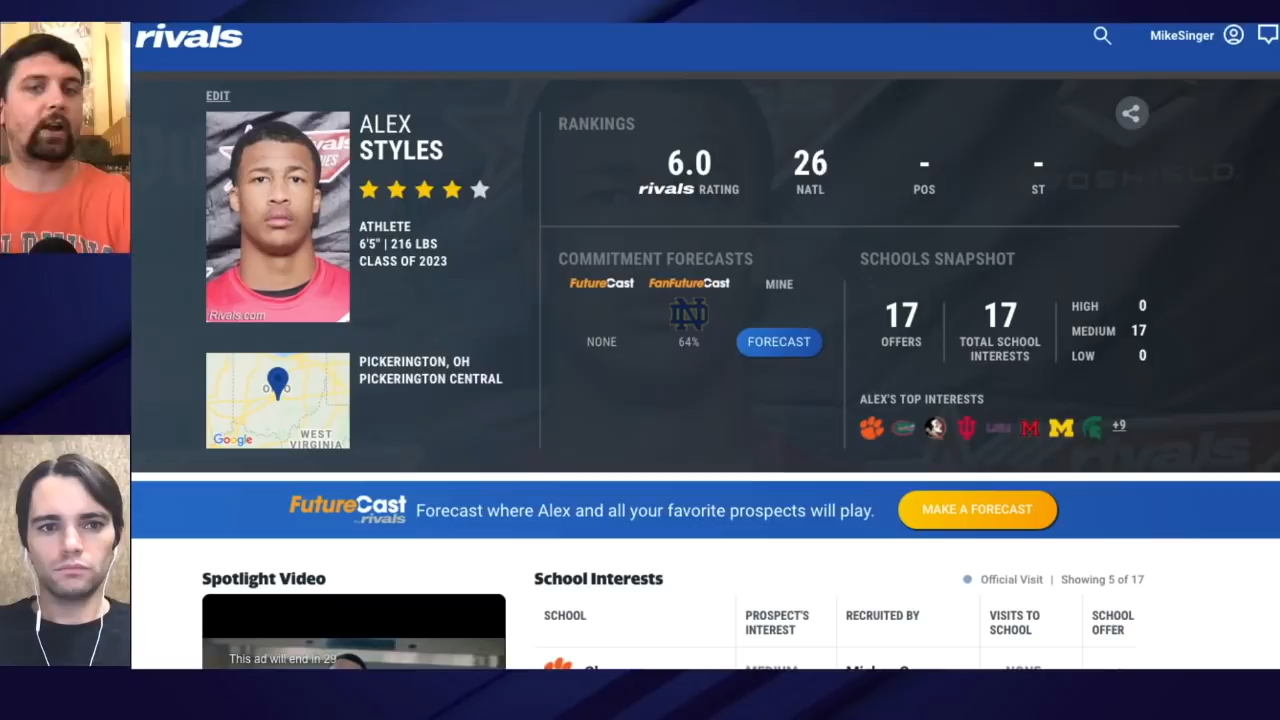 rivals
MikeSinger
EDIT
ALEX
STYLES
ATHLETE
6'5" | 216 LBS
CLASS OF 2023
Rivals.com
PICKERINGTON, OH
PICKERINGTON CENTRAL
Google
WEST
VIRGINIA
RANKINGS
6.0
rivals RATING
26
NATL
-
POS
-
ST
COMMITMENT FORECASTS
FutureCast
NONE
FanFutureCast
64%
MINE
FORECAST
SCHOOLS SNAPSHOT
17
OFFERS
17
TOTAL SCHOOL
INTERESTS
HIGH 0
MEDIUM 17
LOW 0
ALEX'S TOP INTERESTS
+9
FutureCast
rivals
Forecast where Alex and all your favorite prospects will play.
MAKE A FORECAST
Spotlight Video
This ad will end in 29
School Interests
Official Visit | Showing 5 of 17
SCHOOL
PROSPECT'S
INTEREST
RECRUITED BY
VISITS TO
SCHOOL
SCHOOL
OFFER